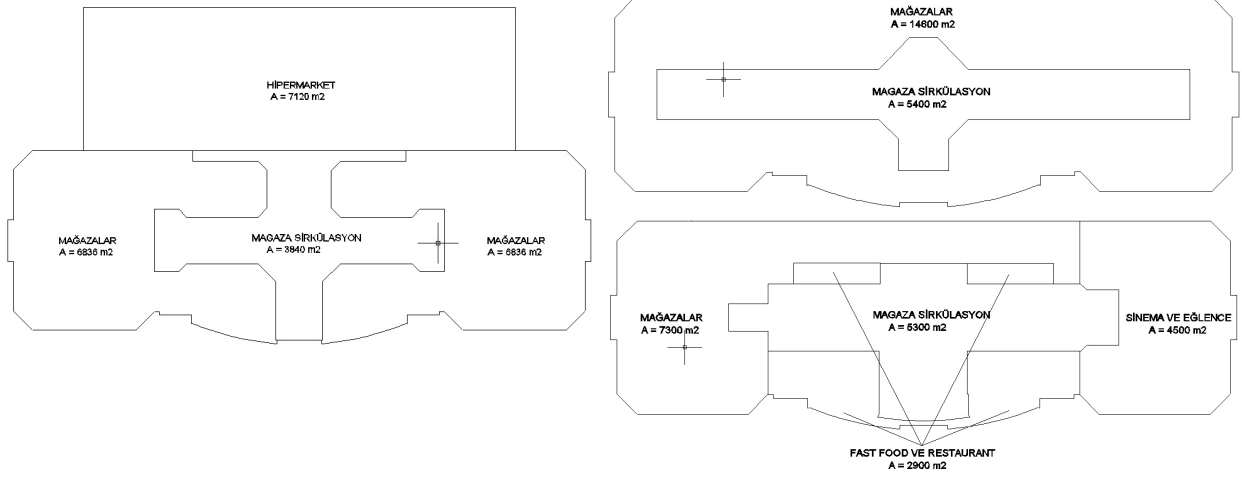 HİPERMARKET
A = 7120 m2
MAĞAZALAR
A = 6836 m2
MAGAZA SİRKÜLASYON
A = 3840 m2
MAĞAZALAR
A = 6836 m2
MAĞAZALAR
A = 14600 m2
MAGAZA SİRKÜLASYON
A = 5400 m2
MAĞAZALAR
A = 7300 m2
MAGAZA SİRKÜLASYON
A = 5300 m2
SİNEMA VE EĞLENCE
A = 4500 m2
FAST FOOD VE RESTAURANT
A = 2900 m2